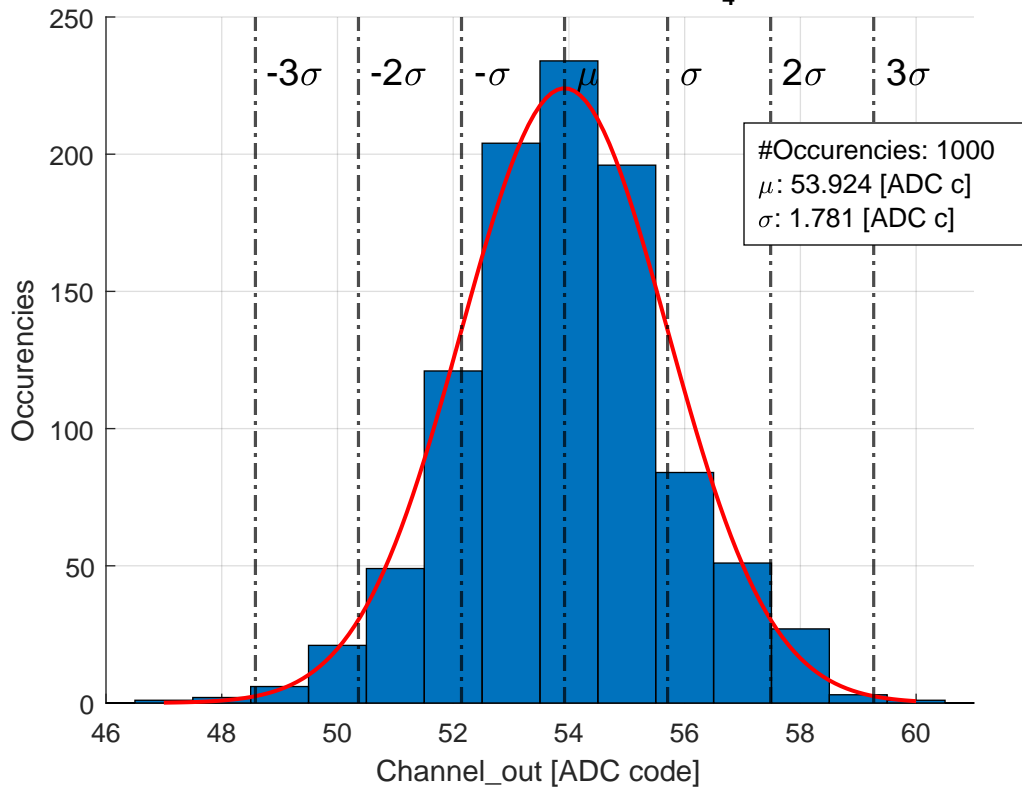 4
250
-3σ -2σ -σ μ σ 2σ 3σ
#Occurencies: 1000
μ: 53.924 [ADC c]
σ: 1.781 [ADC c]
200
150
100
50
0
Occurencies
46 48 50 52 54 56 58 60
Channel_out [ADC code]